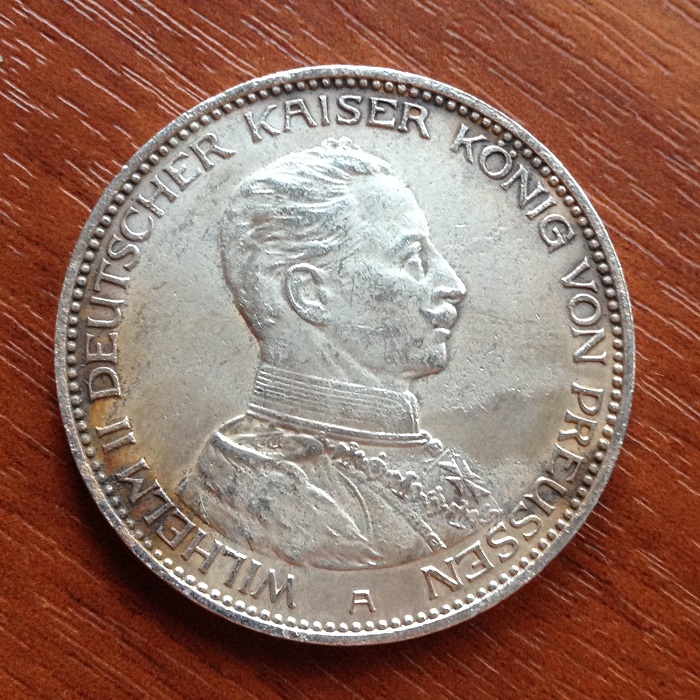 WILHELM II DEUTSCHER KAISER KÖNIG VON PREUSSEN
A